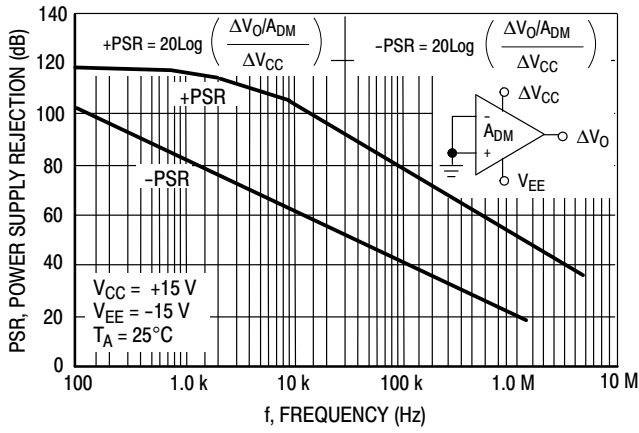 PSR, POWER SUPPLY REJECTION (dB)
140
120
100
80
60
40
20
0
+PSR = 20Log ( ΔVO/ADM / ΔVCC )
−PSR = 20Log ( ΔVO/ADM / ΔVCC )
+PSR
−PSR
ΔVCC
−
ADM
+
ΔVO
VEE
VCC = +15 V
VEE = −15 V
TA = 25°C
100
1.0 k
10 k
100 k
1.0 M
10 M
f, FREQUENCY (Hz)